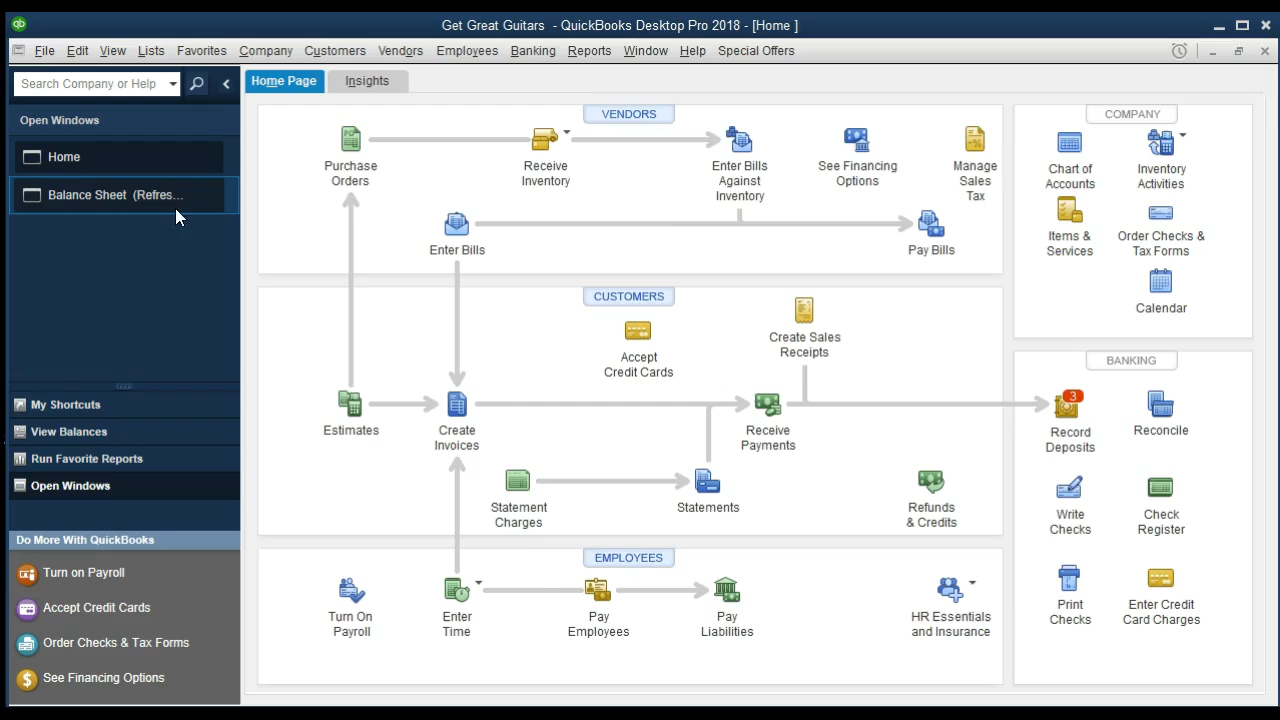 qb
Get Great Guitars - QuickBooks Desktop Pro 2018 - [Home ]
File Edit View Lists Favorites Company Customers Vendors Employees Banking Reports Window Help Special Offers
Search Company or Help
Home Page
Insights
Open Windows
Home
Balance Sheet (Refres...
My Shortcuts
View Balances
Run Favorite Reports
Open Windows
Do More With QuickBooks
Turn on Payroll
Accept Credit Cards
Order Checks & Tax Forms
See Financing Options
VENDORS
Purchase
Orders
Receive
Inventory
Enter Bills
Against
Inventory
See Financing
Options
Manage
Sales
Tax
Enter Bills
Pay Bills
CUSTOMERS
Accept
Credit Cards
Create Sales
Receipts
Estimates
Create
Invoices
Receive
Payments
Statement
Charges
Statements
Refunds
& Credits
EMPLOYEES
Turn On
Payroll
Enter
Time
Pay
Employees
Pay
Liabilities
HR Essentials
and Insurance
COMPANY
Chart of
Accounts
Inventory
Activities
Items &
Services
Order Checks &
Tax Forms
Calendar
BANKING
3
Record
Deposits
Reconcile
Write
Checks
Check
Register
Print
Checks
Enter Credit
Card Charges